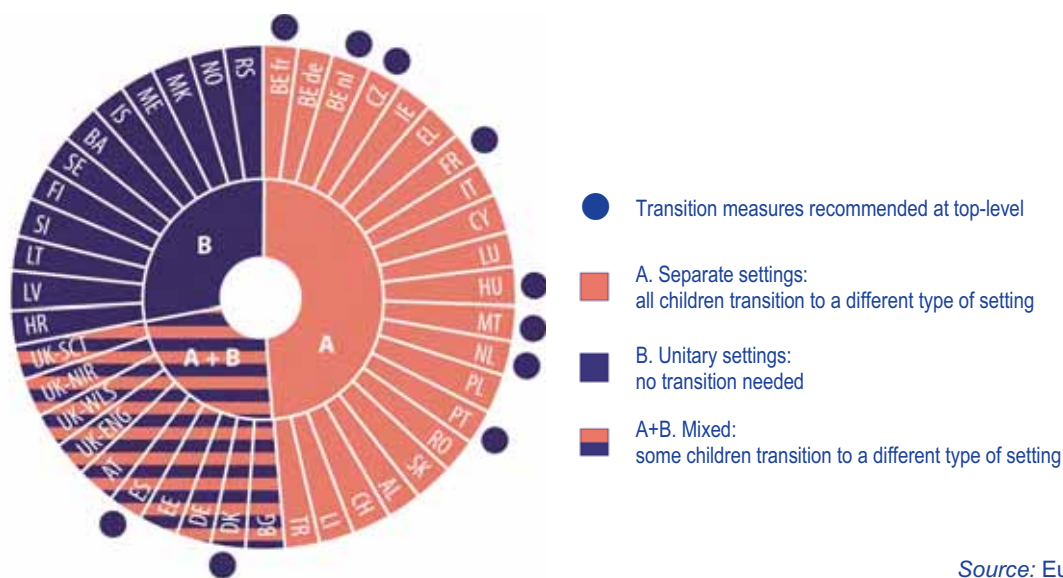 BE fr
BE de
BE nl
CZ
IE
EL
FR
IT
CY
LU
HU
MT
NL
PL
PT
RO
SK
AL
CH
LI
TR
BG
DK
DE
EE
ES
AT
UK-ENG
UK-WLS
UK-NIR
UK-SCT
HR
LV
LT
SI
FI
SE
BA
IS
ME
MK
NO
RS
B
A
A + B
Transition measures recommended at top-level
A. Separate settings:
all children transition to a different type of setting
B. Unitary settings:
no transition needed
A+B. Mixed:
some children transition to a different type of setting
Source: Eu